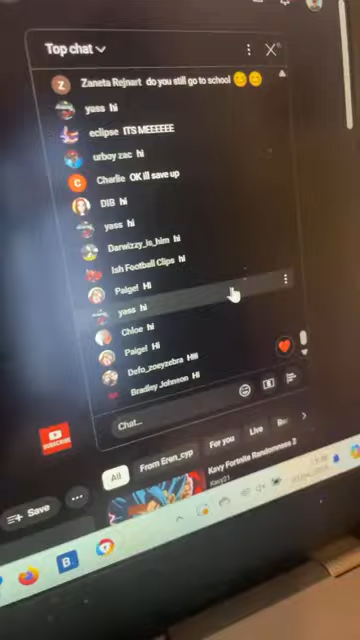 Top chat
Zaneta Rejnart do you still go to school 😊😊
yass hi
eclipse ITS MEEEEEE
urboy zac hi
Charlie OK ill save up
DIB hi
yass hi
Darwizzy_is_him hi
Ish Football Clips hi
Paige! Hi
yass hi
Chloe hi
Paige! Hi
Defo_zoeyzebra Hiii
Bradley Johnson Hi
Chat...
SUBSCRIBE
All
From Eren_cyp
For you
Live
Save
Kavy Fortnite Randomness 2
Kavy21